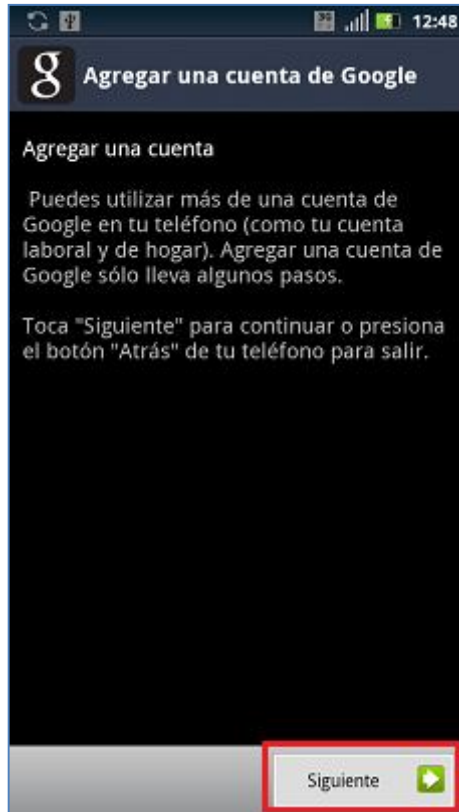 12:48
g Agregar una cuenta de Google
Agregar una cuenta
Puedes utilizar más de una cuenta de
Google en tu teléfono (como tu cuenta
laboral y de hogar). Agregar una cuenta de
Google sólo lleva algunos pasos.
Toca "Siguiente" para continuar o presiona
el botón "Atrás" de tu teléfono para salir.
Siguiente